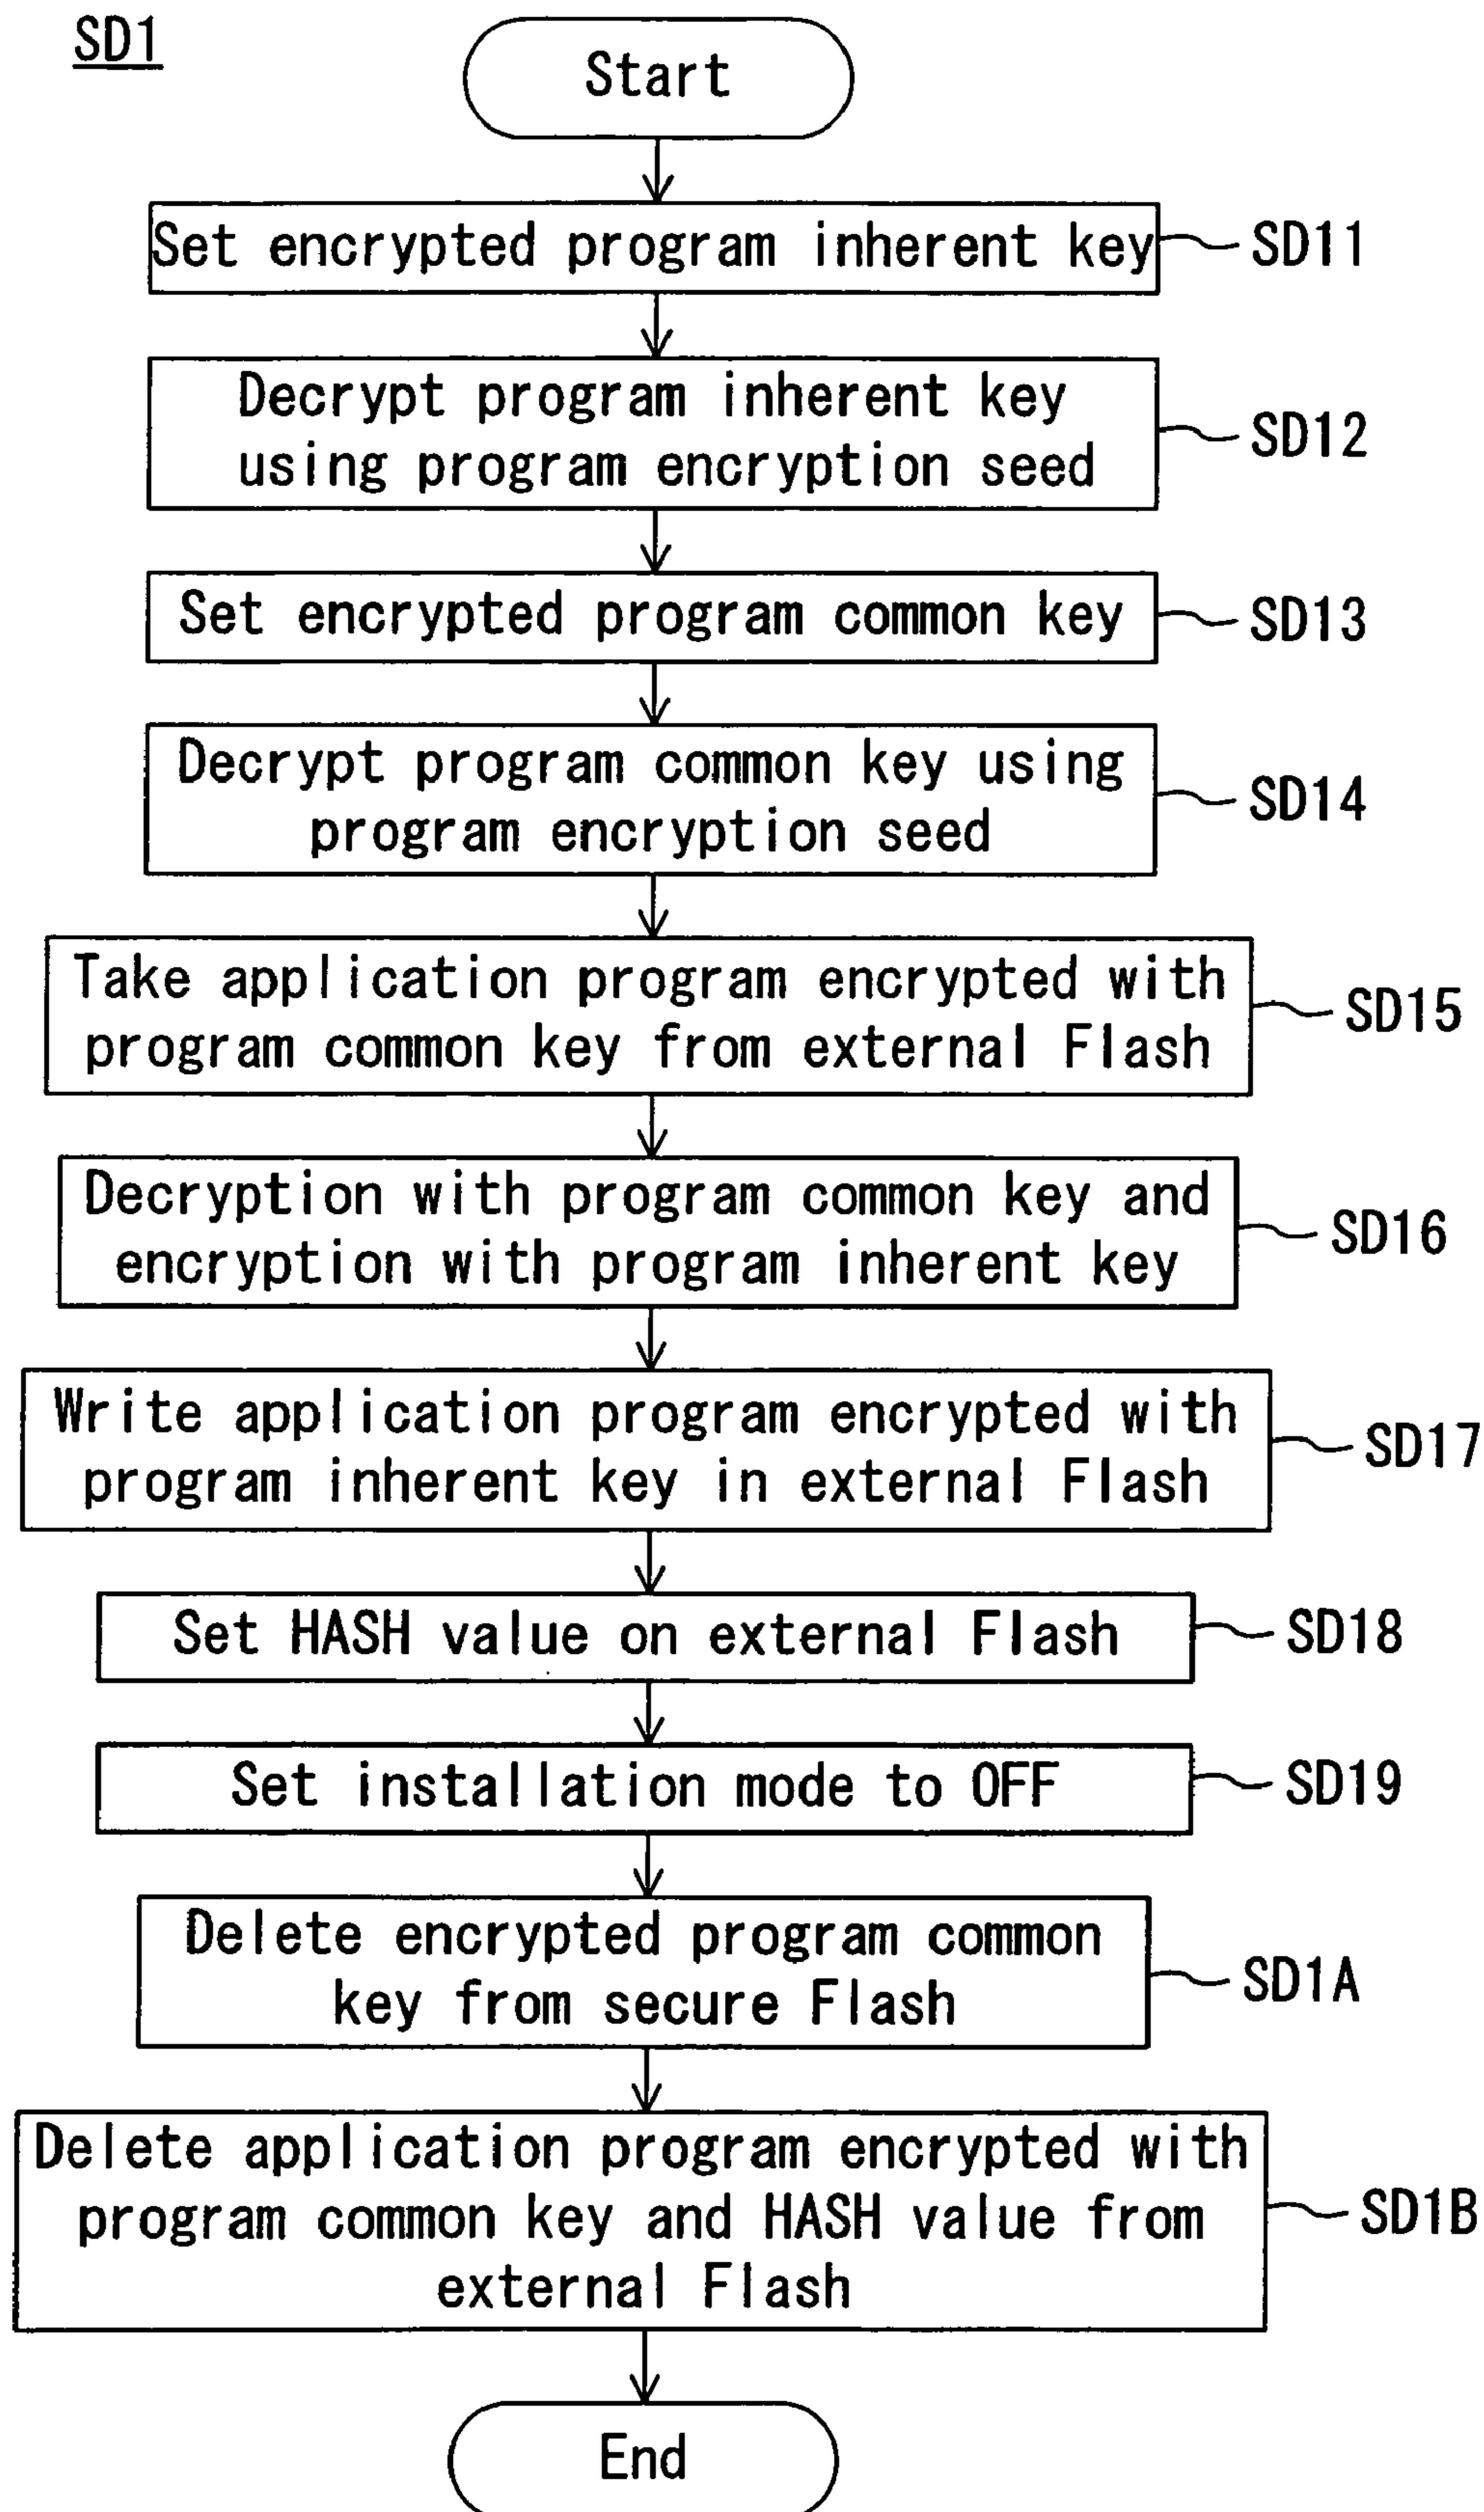 SD1
Start
Set encrypted program inherent key
SD11
Decrypt program inherent key
using program encryption seed
SD12
Set encrypted program common key
SD13
Decrypt program common key using
program encryption seed
SD14
Take application program encrypted with
program common key from external Flash
SD15
Decryption with program common key and
encryption with program inherent key
SD16
Write application program encrypted with
program inherent key in external Flash
SD17
Set HASH value on external Flash
SD18
Set installation mode to OFF
SD19
Delete encrypted program common
key from secure Flash
SD1A
Delete application program encrypted with
program common key and HASH value from
external Flash
SD1B
End